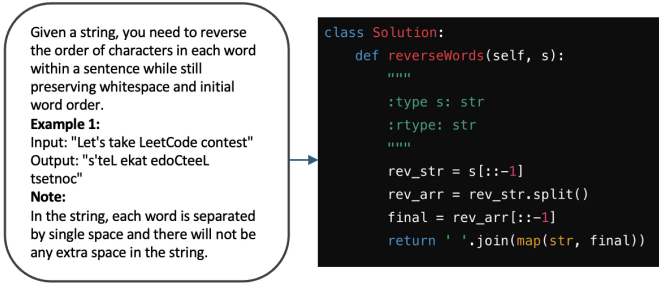 Given a string, you need to reverse
the order of characters in each word
within a sentence while still
preserving whitespace and initial
word order.
Example 1:
Input: "Let's take LeetCode contest"
Output: "s'teL ekat edoCteeL
tsetnoc"
Note:
In the string, each word is separated
by single space and there will not be
any extra space in the string.
class Solution:
    def reverseWords(self, s):
        """
        :type s: str
        :rtype: str
        """
        rev_str = s[::-1]
        rev_arr = rev_str.split()
        final = rev_arr[::-1]
        return ' '.join(map(str, final))